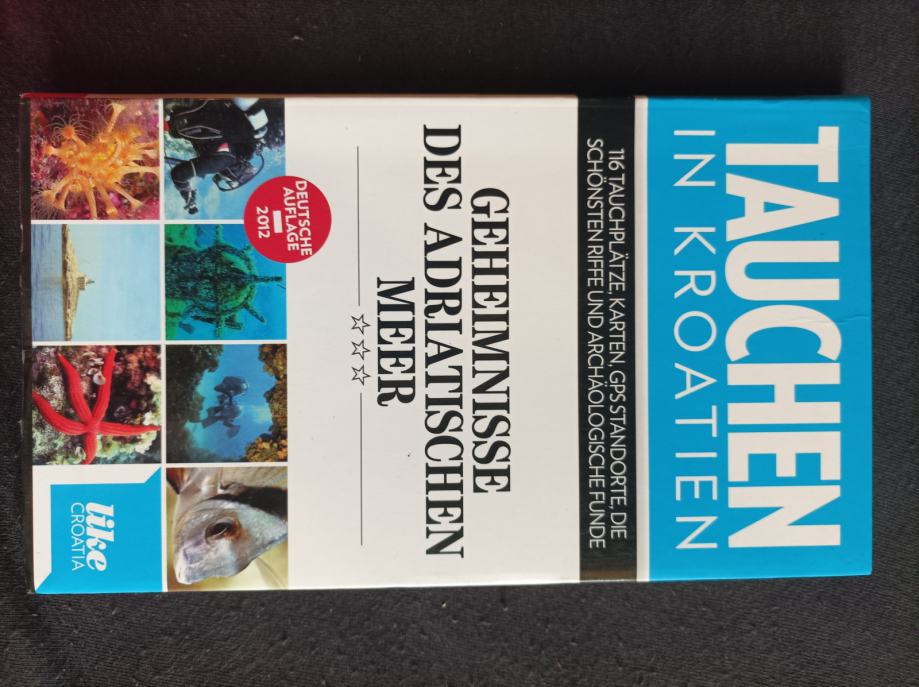 TAUCHEN
IN KROATIEN
116 TAUCHPLÄTZE, KARTEN, GPS STANDORTE, DIE
SCHÖNSTEN RIFFE UND ARCHÄOLOGISCHE FUNDE
GEHEIMNISSE
DES ADRIATISCHEN
MEER
DEUTSCHE
AUFLAGE
2012
like
CROATIA